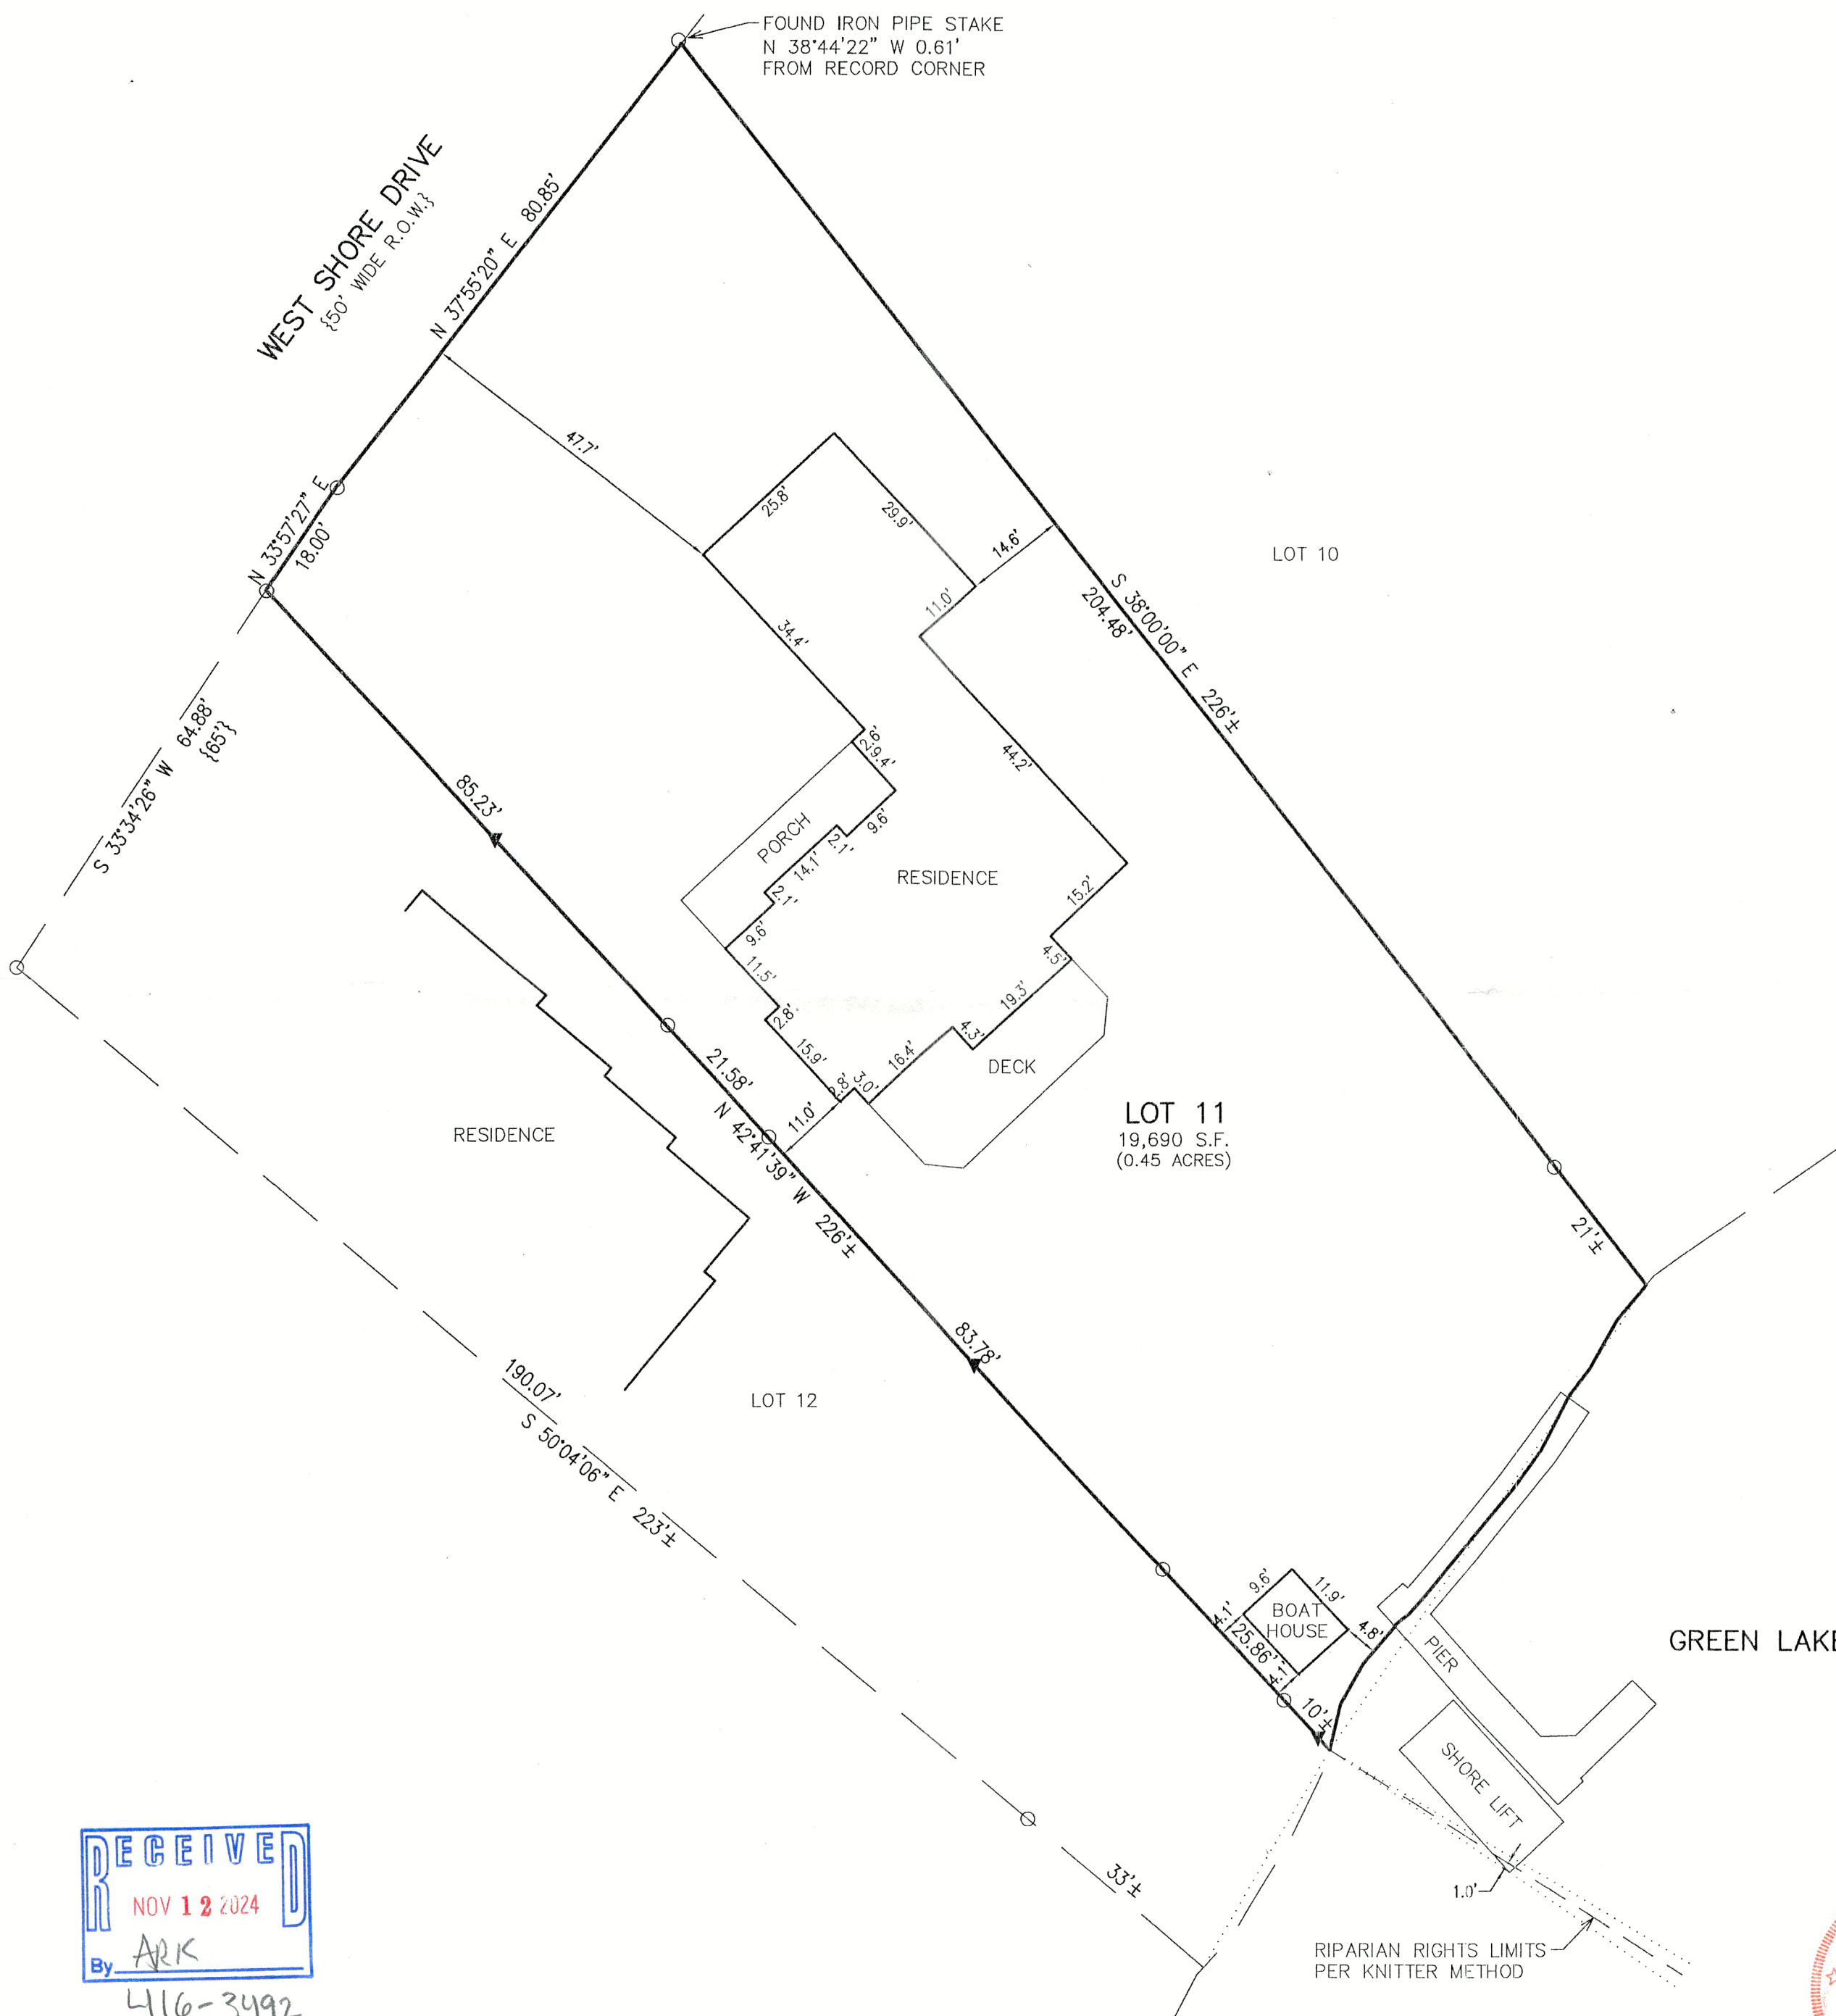 FOUND IRON PIPE STAKE
N 38°44'22" W 0.61'
FROM RECORD CORNER
WEST SHORE DRIVE
{50' WIDE R.O.W.}
N 37°55'20" E 80.85'
47.7'
N 33°57'27" E
18.00'
25.8'
29.9'
14.6'
11.0'
LOT 10
S 38°00'00" E 226'±
204.48'
34.4'
2.6'
9.4'
44.2'
S 33°34'26" W 64.88'
{65'}
85.23'
PORCH
9.6'
2.1'
14.1'
2.1'
9.6'
RESIDENCE
15.2'
4.5'
11.5'
2.8'
19.3'
15.9'
4.3'
16.4'
DECK
2.8'
3.0'
21.58'
11.0'
N 42°41'39" W 226'±
RESIDENCE
LOT 11
19,690 S.F.
(0.45 ACRES)
21'±
83.78'
190.07'
S 50°04'06" E 223'±
LOT 12
9.6'
11.9'
BOAT
HOUSE
4.8'
4.1'
25.86'
4.1'
10'±
PIER
GREEN LAKE
SHORE LIFT
1.0'
33'±
RIPARIAN RIGHTS LIMITS
PER KNITTER METHOD
RECEIVED
NOV 12 2024
By ARK
416-3492